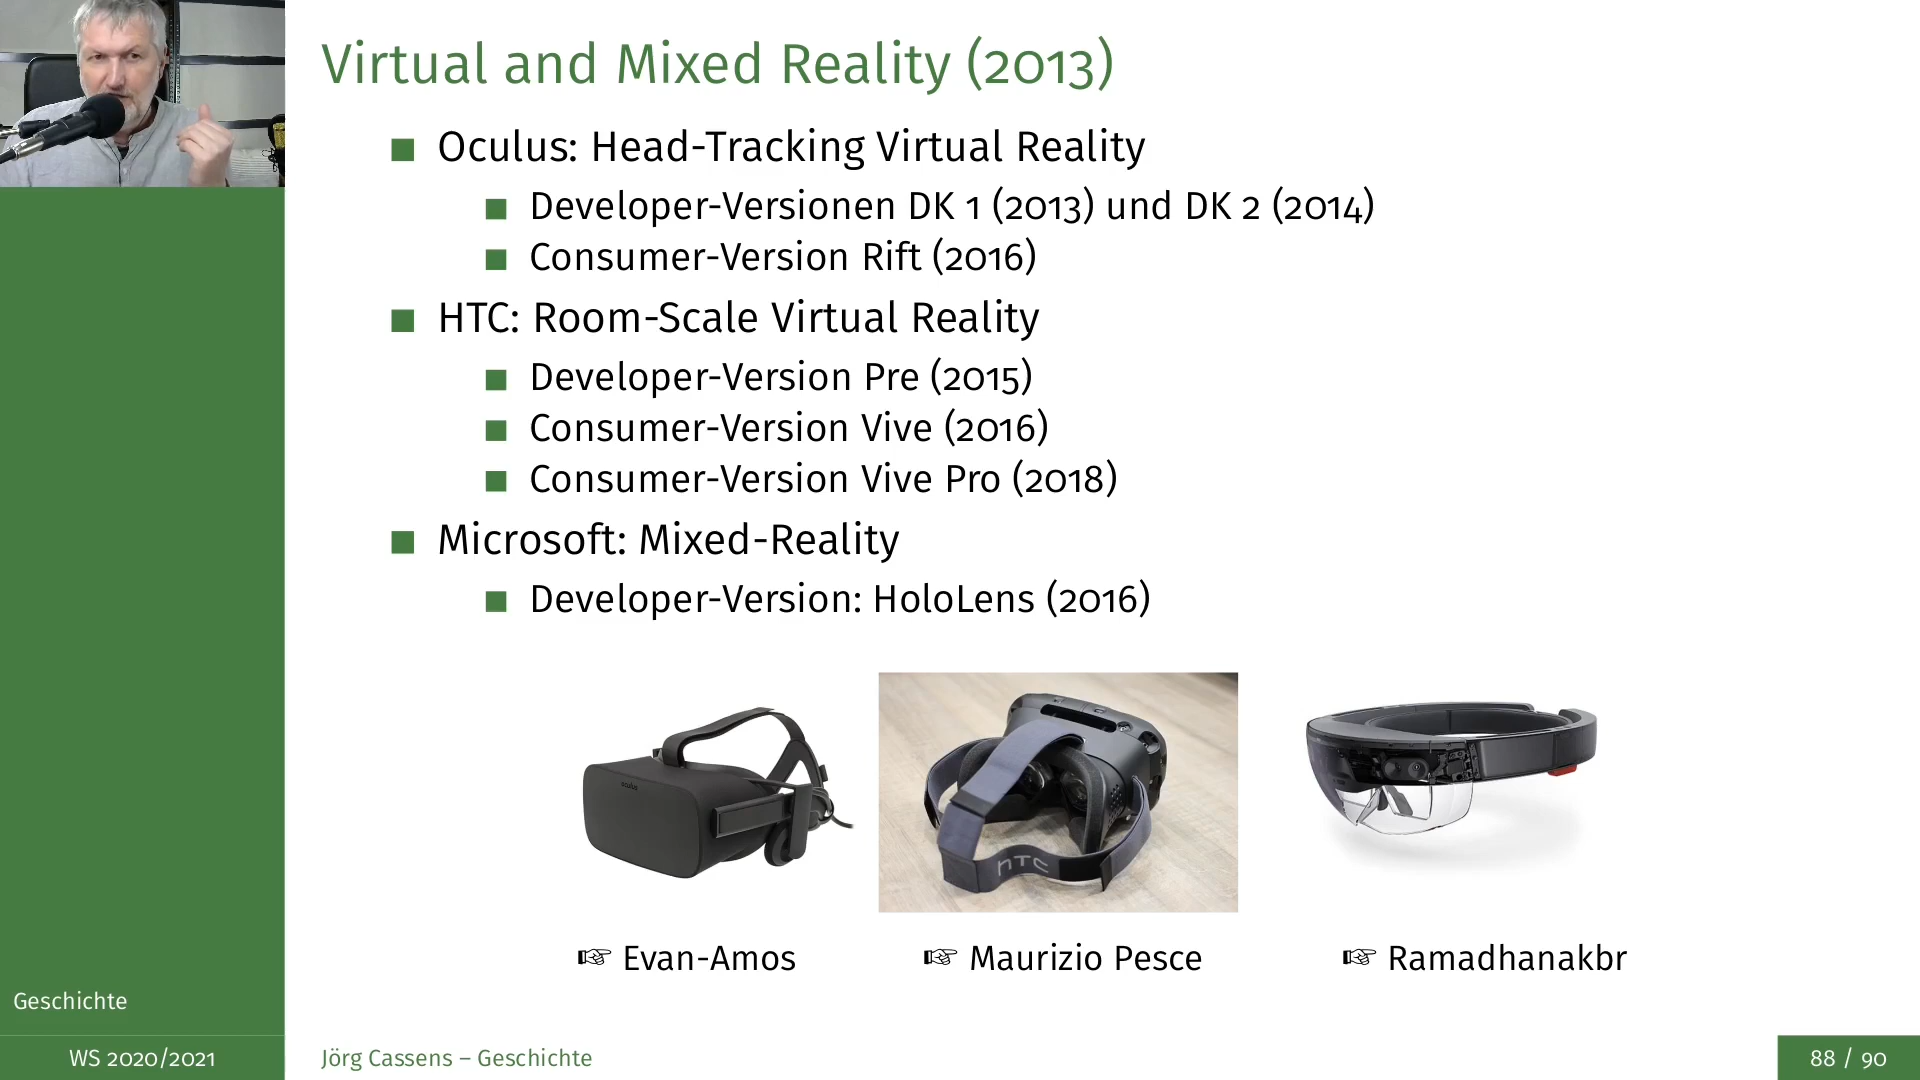 Virtual and Mixed Reality (2013)
Oculus: Head-Tracking Virtual Reality
Developer-Versionen DK 1 (2013) und DK 2 (2014)
Consumer-Version Rift (2016)
HTC: Room-Scale Virtual Reality
Developer-Version Pre (2015)
Consumer-Version Vive (2016)
Consumer-Version Vive Pro (2018)
Microsoft: Mixed-Reality
Developer-Version: HoloLens (2016)
oculus
hTC
☞ Evan-Amos
☞ Maurizio Pesce
☞ Ramadhanakbr
Geschichte
WS 2020/2021
Jörg Cassens – Geschichte
88 / 90